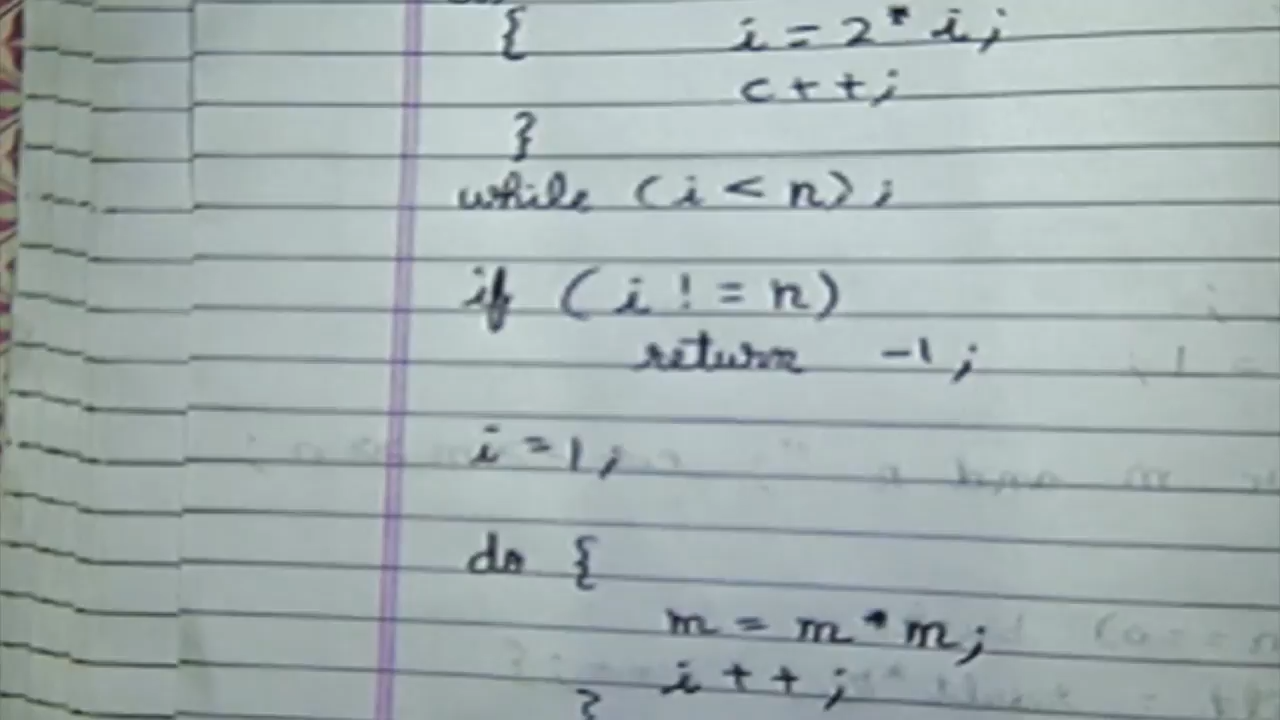 { i = 2 * i;
c++;
}
while (i < n);
if (i != n)
return -1;
i = 1;
do {
m = m * m;
i++;
}